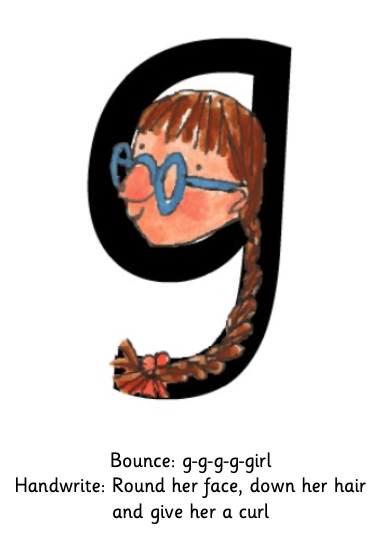 g
Bounce: g-g-g-g-girl
Handwrite: Round her face, down her hair
and give her a curl